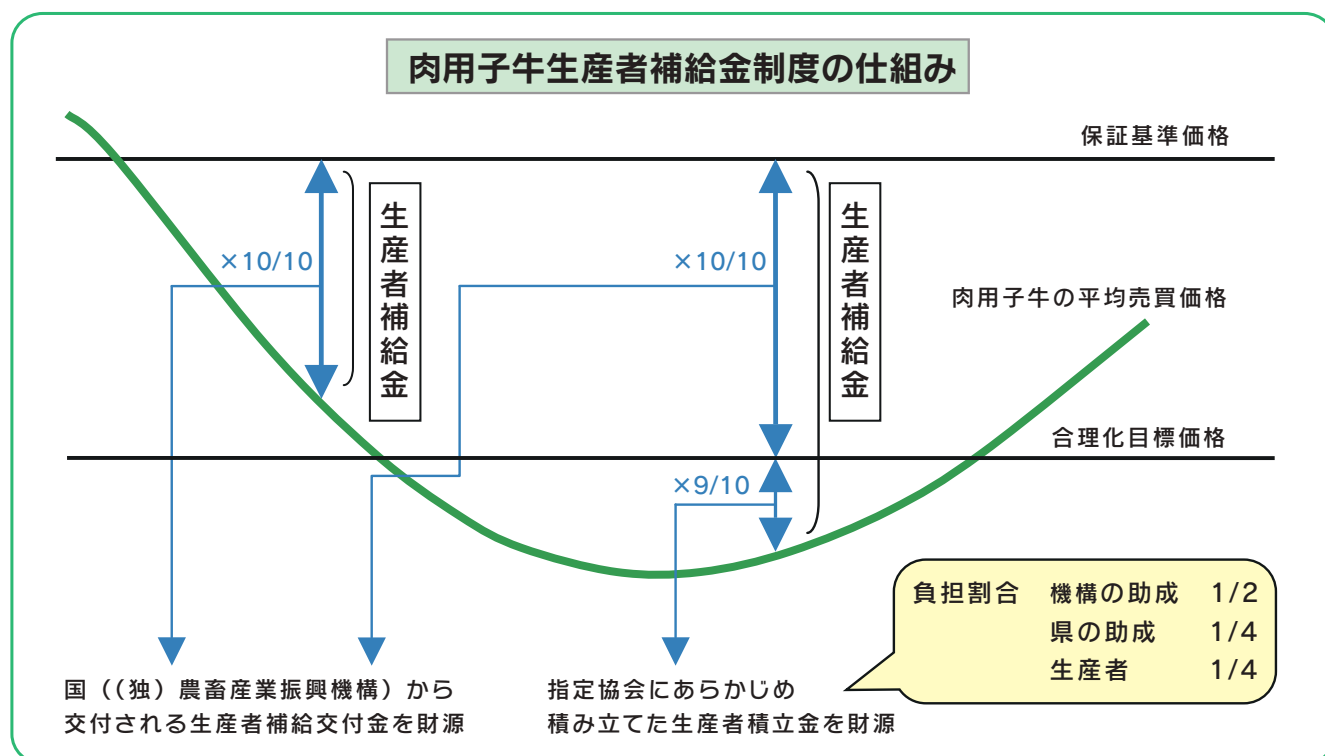 肉用子牛生産者補給金制度の仕組み
保証基準価格
生産者補給金
×10/10
生産者補給金
×10/10
肉用子牛の平均売買価格
合理化目標価格
×9/10
負担割合 機構の助成 1/2
県の助成 1/4
生産者 1/4
国（（独）農畜産業振興機構）から
交付される生産者補給交付金を財源
指定協会にあらかじめ
積み立てた生産者積立金を財源